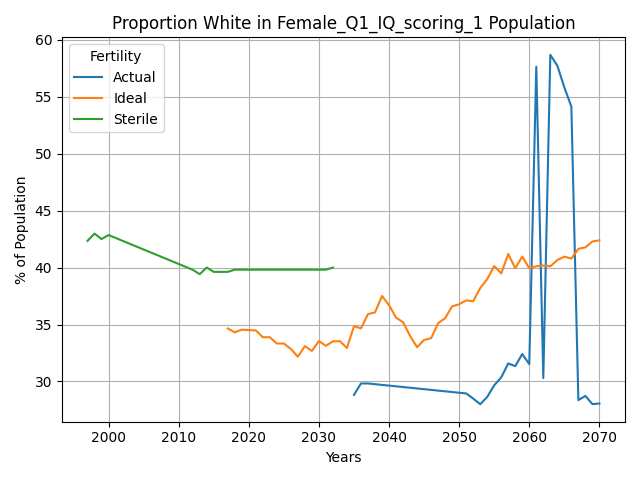 Proportion White in Female_Q1_IQ_scoring_1 Population
Fertility
Actual
Ideal
Sterile
% of Population
60
55
50
45
40
35
30
2000
2010
2020
2030
2040
2050
2060
2070
Years